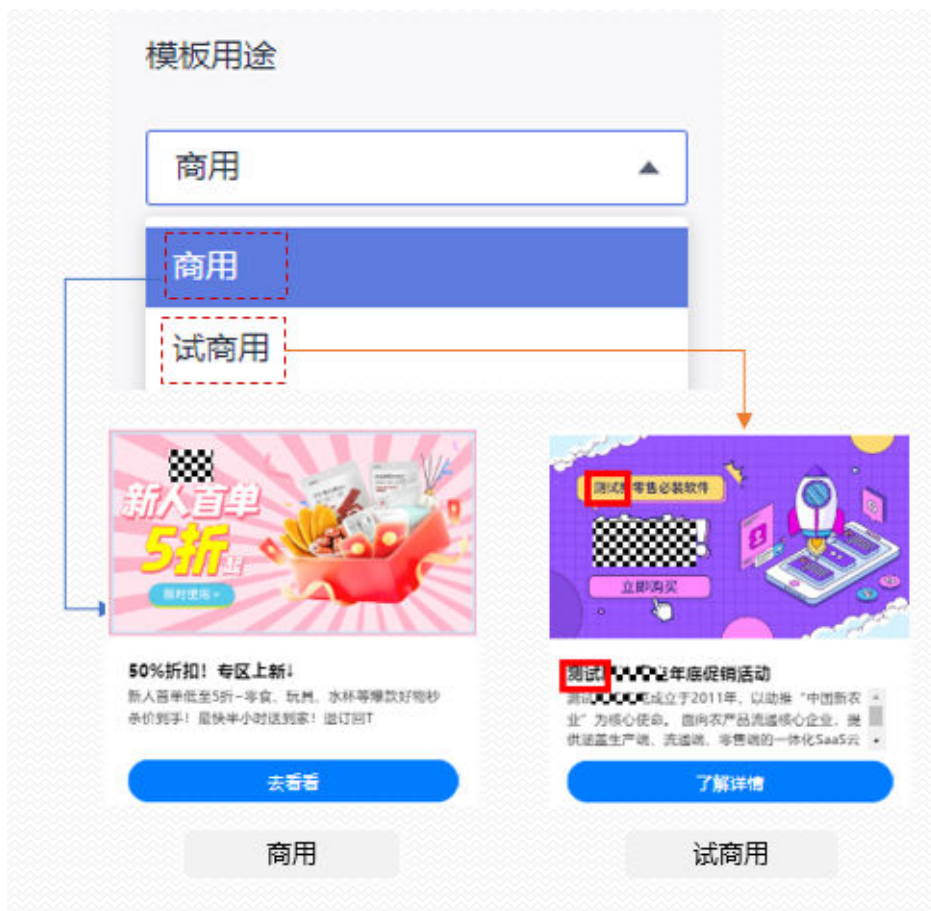 模板用途
商用
商用
试商用
新人首单
5折起
限时使用
测试 零售必装软件
立即购买
50%折扣！专区上新↓
新人首单低至5折~零食、玩具、水杯等爆款好物秒
杀价到手！最快半小时送到家！退订回T
去看看
测试 年底促销活动
测试 成立于2011年，以助推“中国新农
业”为核心使命。面向农产品流通核心企业，提
供涵盖生产端、流通端、零售端的一体化SaaS云
了解详情
商用
试商用